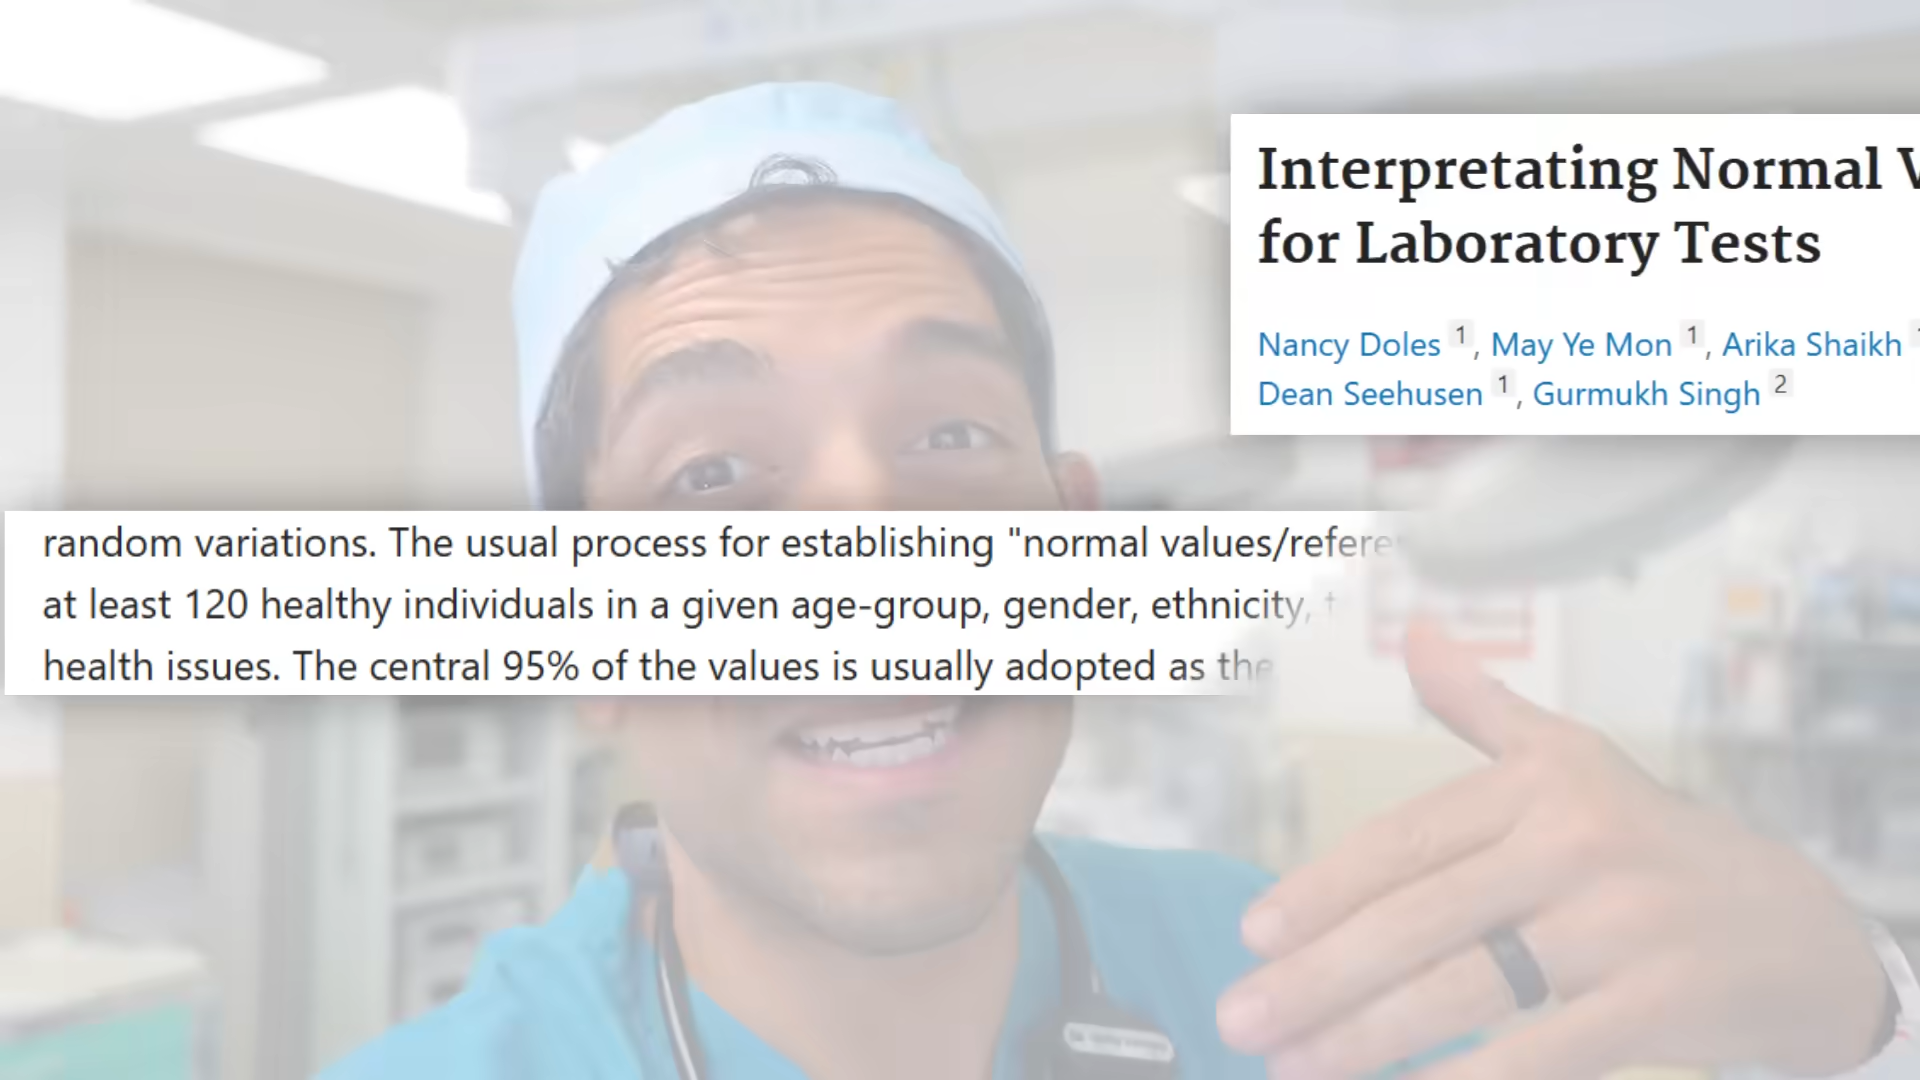 Interpretating Normal
for Laboratory Tests
Nancy Doles 1, May Ye Mon 1, Arika Shaikh
Dean Seehusen 1, Gurmukh Singh 2
random variations. The usual process for establishing "normal values/refere
at least 120 healthy individuals in a given age-group, gender, ethnicity,
health issues. The central 95% of the values is usually adopted as the